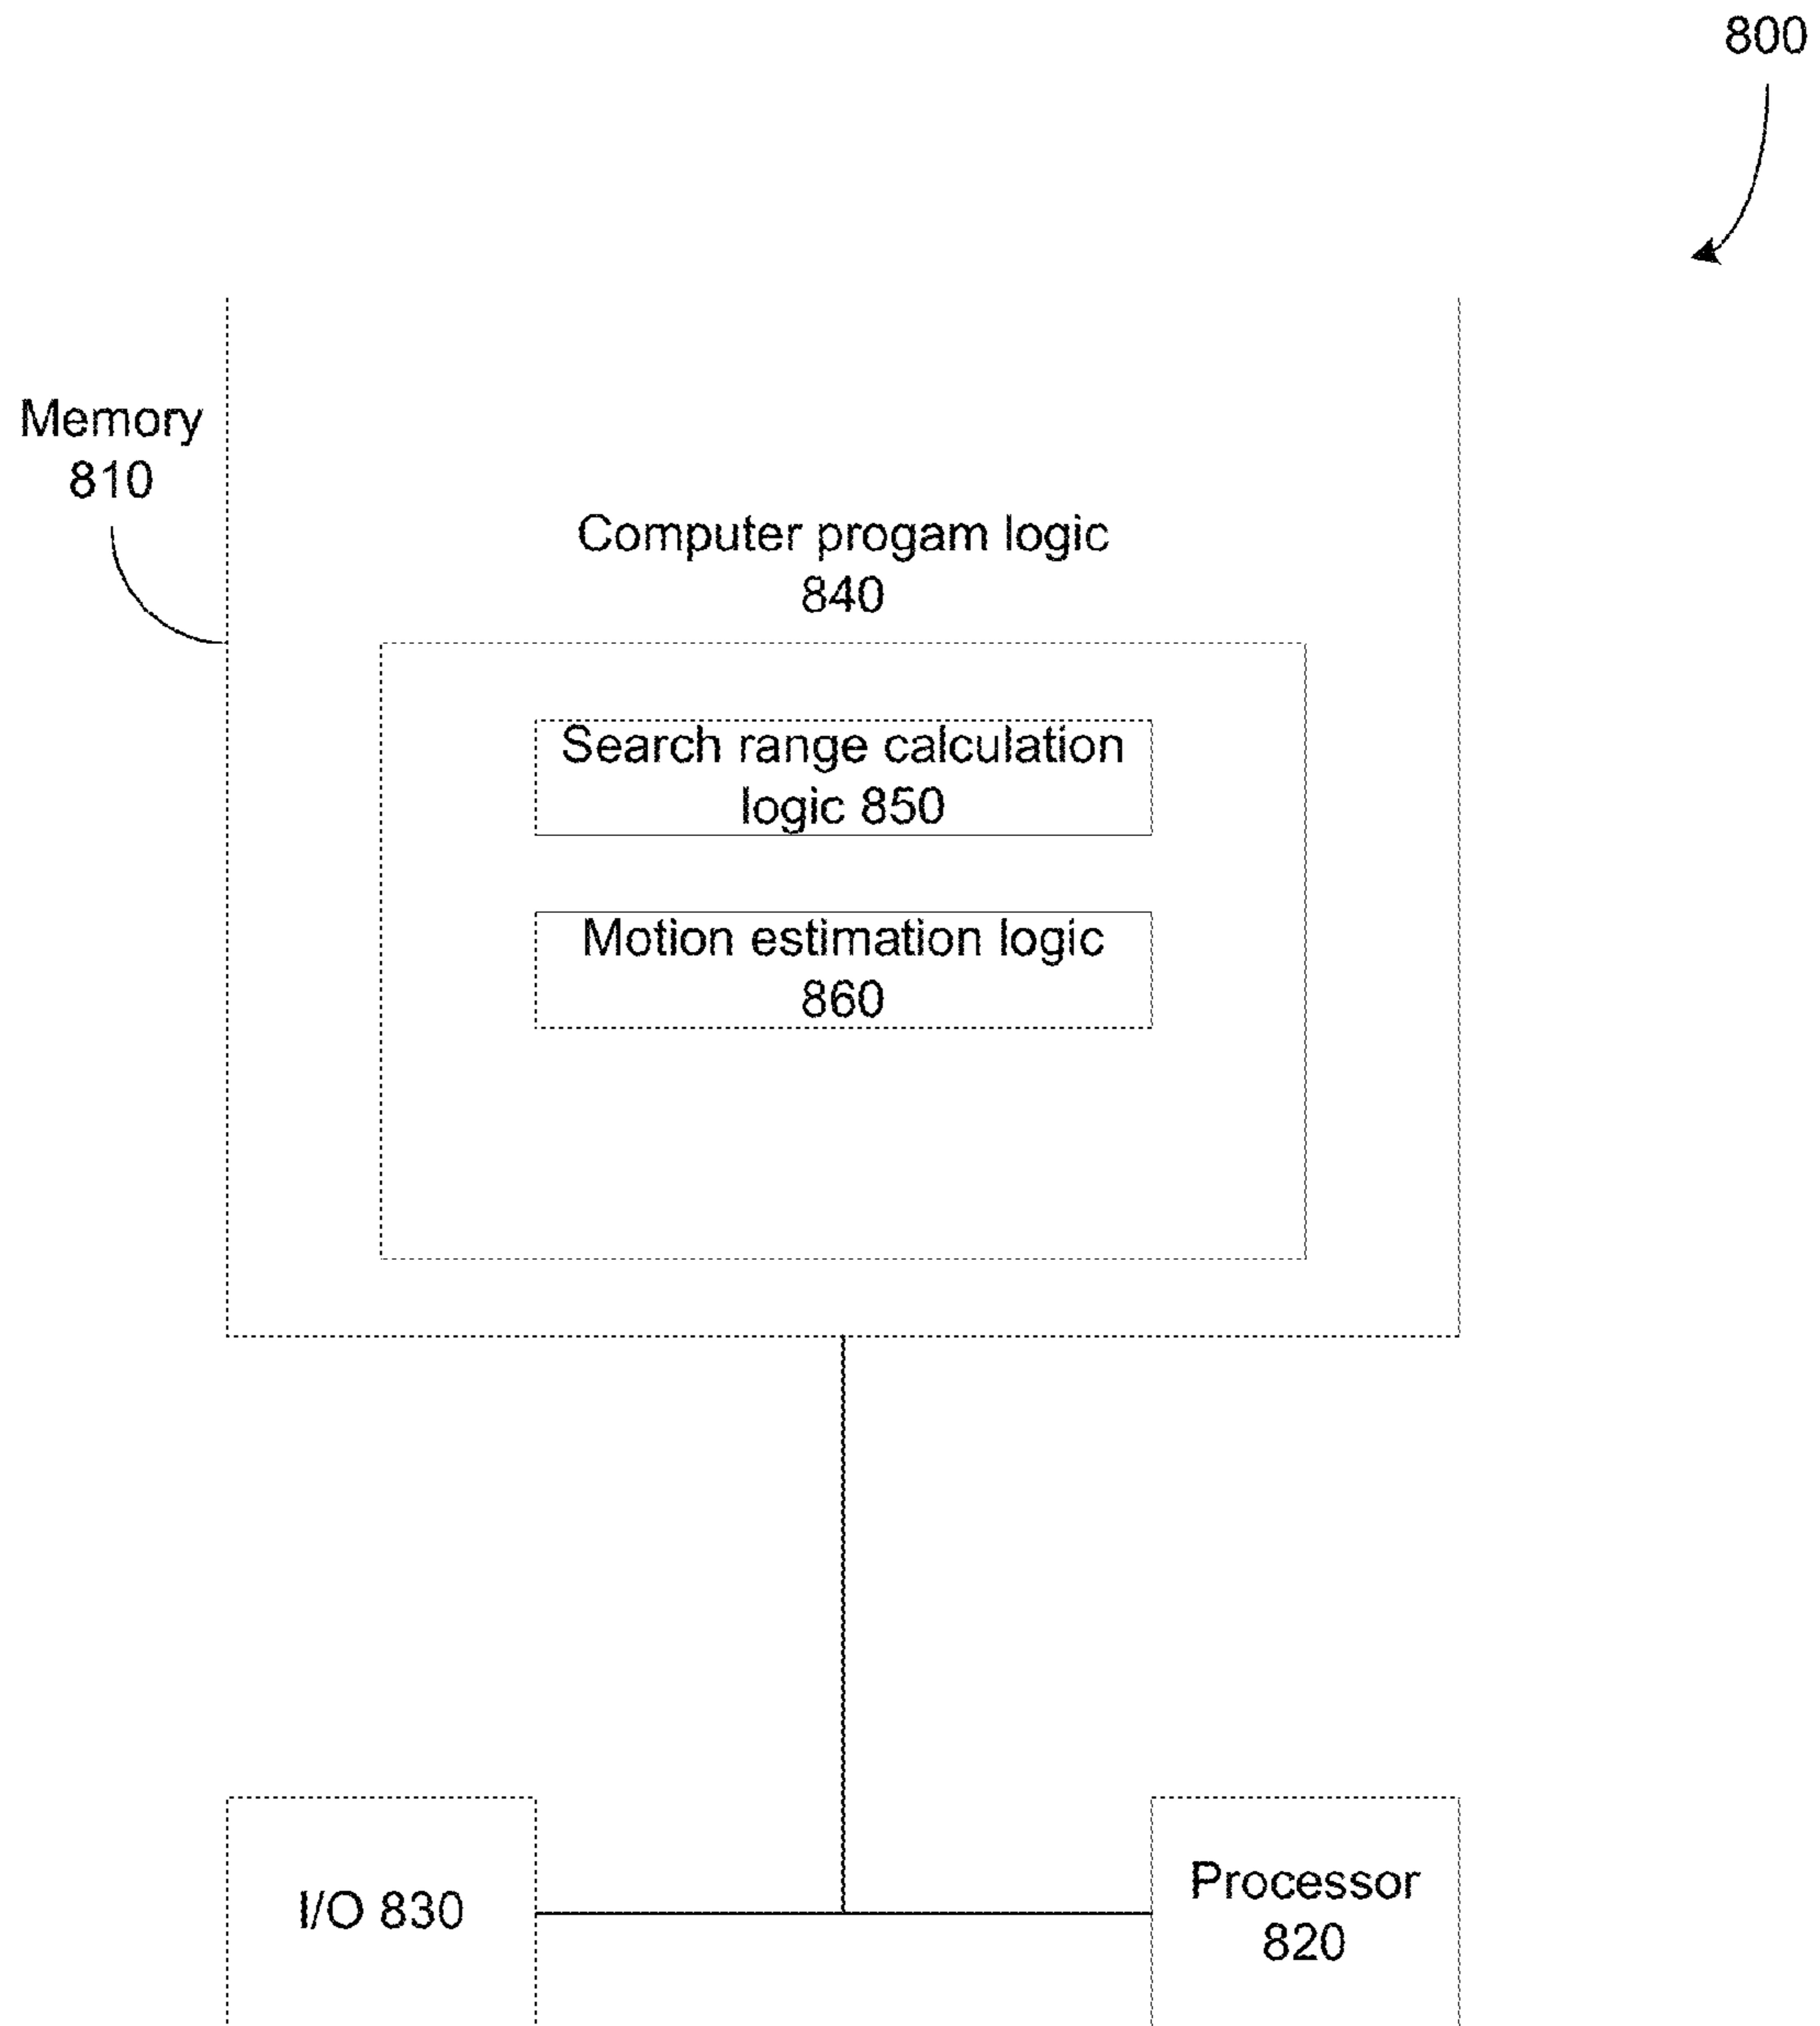 800
Memory
810
Computer progam logic
840
Search range calculation
logic 850
Motion estimation logic
860
I/O 830
Processor
820